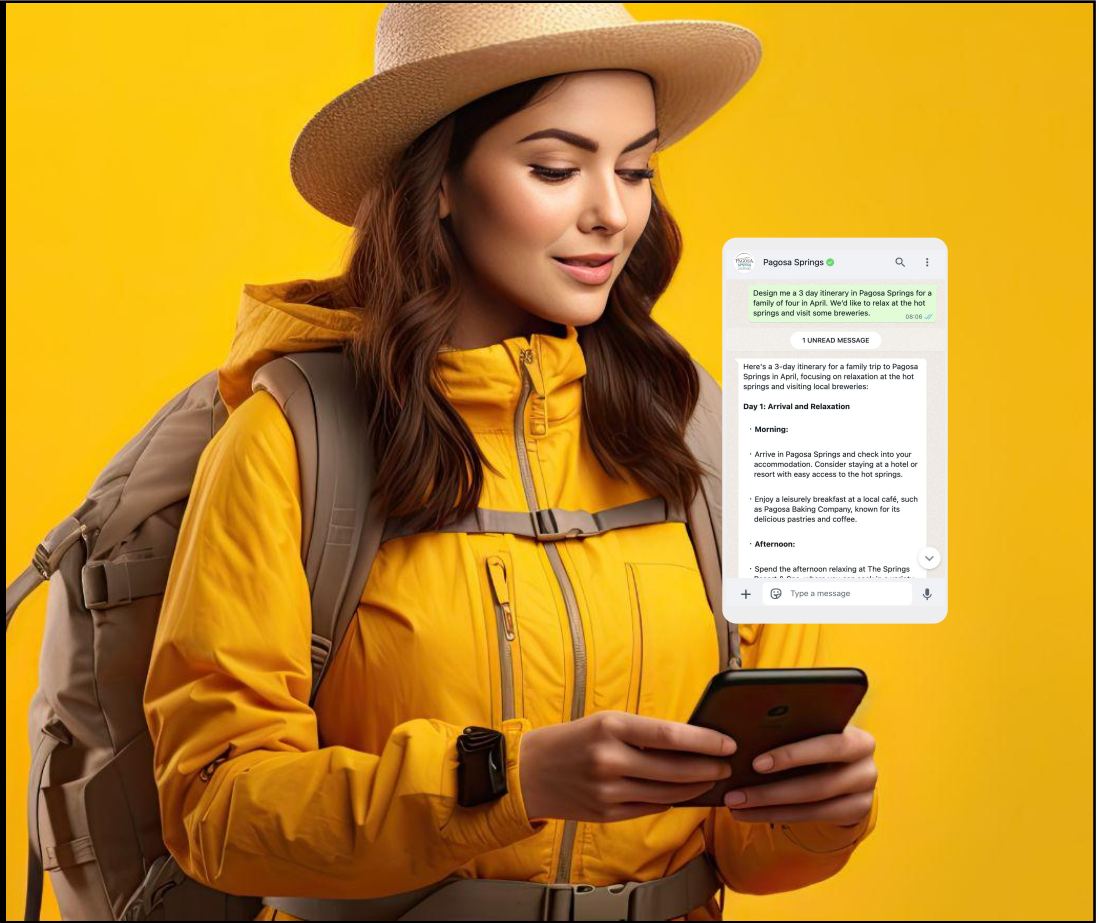 PAGOSA
Pagosa Springs
Design me a 3 day itinerary in Pagosa Springs for a
family of four in April. We'd like to relax at the hot
springs and visit some breweries.
08:06
1 UNREAD MESSAGE
Here's a 3-day itinerary for a family trip to Pagosa
Springs in April, focusing on relaxation at the hot
springs and visiting local breweries:
Day 1: Arrival and Relaxation
· Morning:
· Arrive in Pagosa Springs and check into your
accommodation. Consider staying at a hotel or
resort with easy access to the hot springs.
· Enjoy a leisurely breakfast at a local café, such
as Pagosa Baking Company, known for its
delicious pastries and coffee.
· Afternoon:
· Spend the afternoon relaxing at The Springs
Type a message